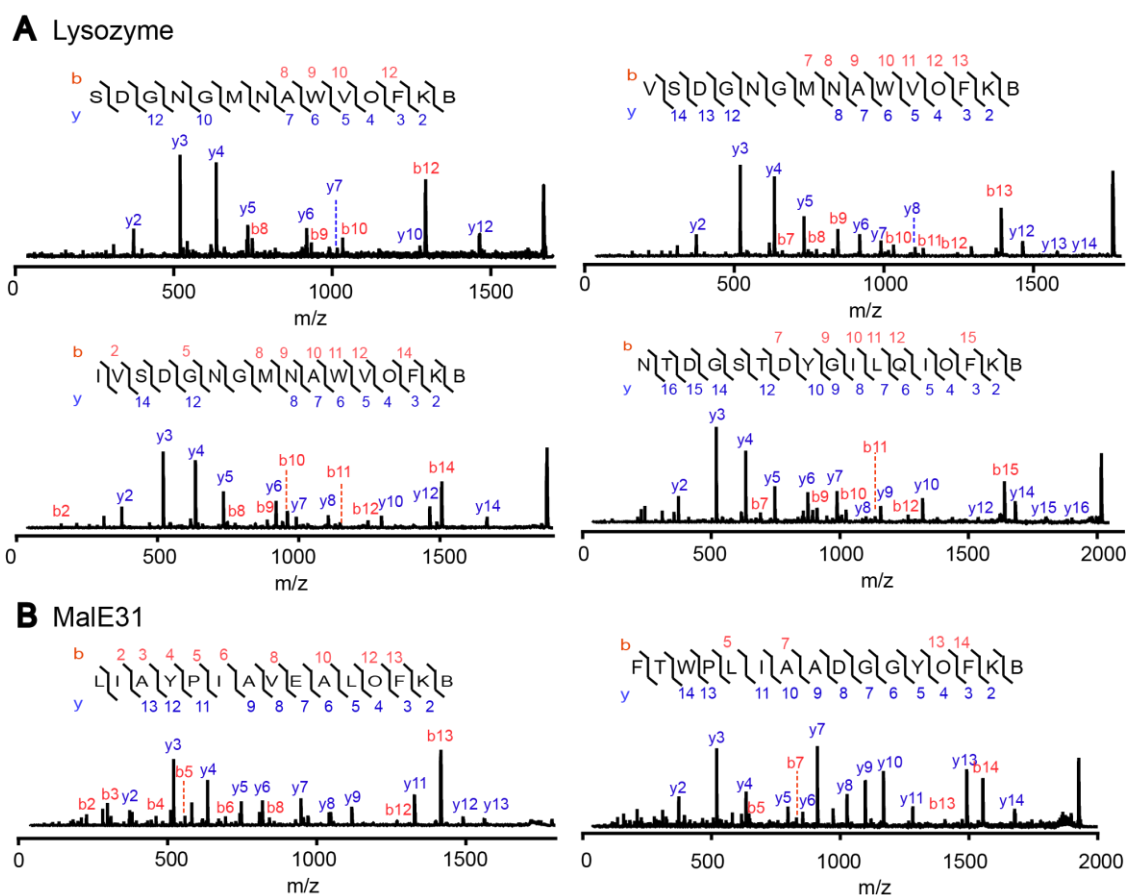 A Lysozyme
b 8 9 10 12
SDGNGMNAWVOFKB
y 12 10 7 6 5 4 3 2
y3
y4
y7 b12
y2 y5 b8 y6 b9 b10 y10 y12
0 500 1000 1500
m/z
b 7 8 9 10 11 12 13
VSDGNGMNAWVOFKB
y 14 13 12 8 7 6 5 4 3 2
y3
y4
y5 y8 b13
y2 b7 b8 b9 y6 y7 b10 b11 b12 y12 y13 y14
0 500 1000 1500
m/z
b 2 5 8 9 10 11 12 14
IVSDGNGMNAWVOFKB
y 14 12 8 7 6 5 4 3 2
y3
y4
b10 b11 b14
b2 y2 y5 b8 b9 y6 y7 y8 b12 y10 y12 y14
0 500 1000 1500
m/z
b 7 9 10 11 12 15
NTDGSTDYGILQIOFKB
y 16 15 14 12 10 9 8 7 6 5 4 3 2
y3
y4
b11
y2 b7 y5 y6 b9 y7 b10 y8 y9 b12 y10 y12 b15 y14 y15 y16
0 500 1000 1500 2000
m/z
B MalE31
b 2 3 4 5 6 8 10 12 13
LIAYPIAVEALOFKB
y 13 12 11 9 8 7 6 5 4 3 2
y3 b13
b5 y4
b2 b3 y2 b4 b6 y5 y6 b8 y7 y8 y9 b12 y11 y12 y13
0 500 1000 1500
m/z
b 5 7 13 14
FTWPLIAADGGYOFKB
y 14 13 11 10 9 8 7 6 5 4 3 2
y3 y7
b7 y9 y10 y13 b14
y2 y4 b5 y5 y6 y8 y11 b13 y14
0 500 1000 1500 2000
m/z